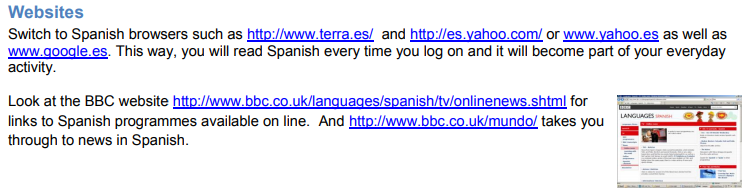 Websites
Switch to Spanish browsers such as http://www.terra.es/ and http://es.yahoo.com/ or www.yahoo.es as well as
www.google.es. This way, you will read Spanish every time you log on and it will become part of your everyday
activity.
Look at the BBC website http://www.bbc.co.uk/languages/spanish/tv/onlinenews.shtml for
links to Spanish programmes available on line. And http://www.bbc.co.uk/mundo/ takes you
through to news in Spanish.
LANGUAGES SPANISH